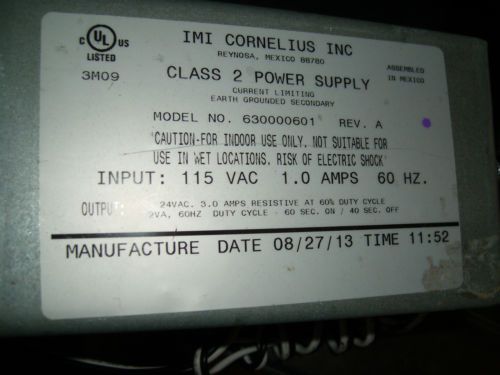 IMI CORNELIUS INC
REYNOSA, MEXICO 88780
C UL US
LISTED
3M09
ASSEMBLED
IN MEXICO
CLASS 2 POWER SUPPLY
CURRENT LIMITING
EARTH GROUNDED SECONDARY
MODEL NO. 630000601 REV. A
CAUTION-FOR INDOOR USE ONLY. NOT SUITABLE FOR
USE IN WET LOCATIONS. RISK OF ELECTRIC SHOCK
INPUT: 115 VAC 1.0 AMPS 60 HZ.
OUTPUT: 24VAC. 3.0 AMPS RESISTIVE AT 60% DUTY CYCLE
2VA, 60HZ DUTY CYCLE - 60 SEC. ON / 40 SEC. OFF
MANUFACTURE DATE 08/27/13 TIME 11:52